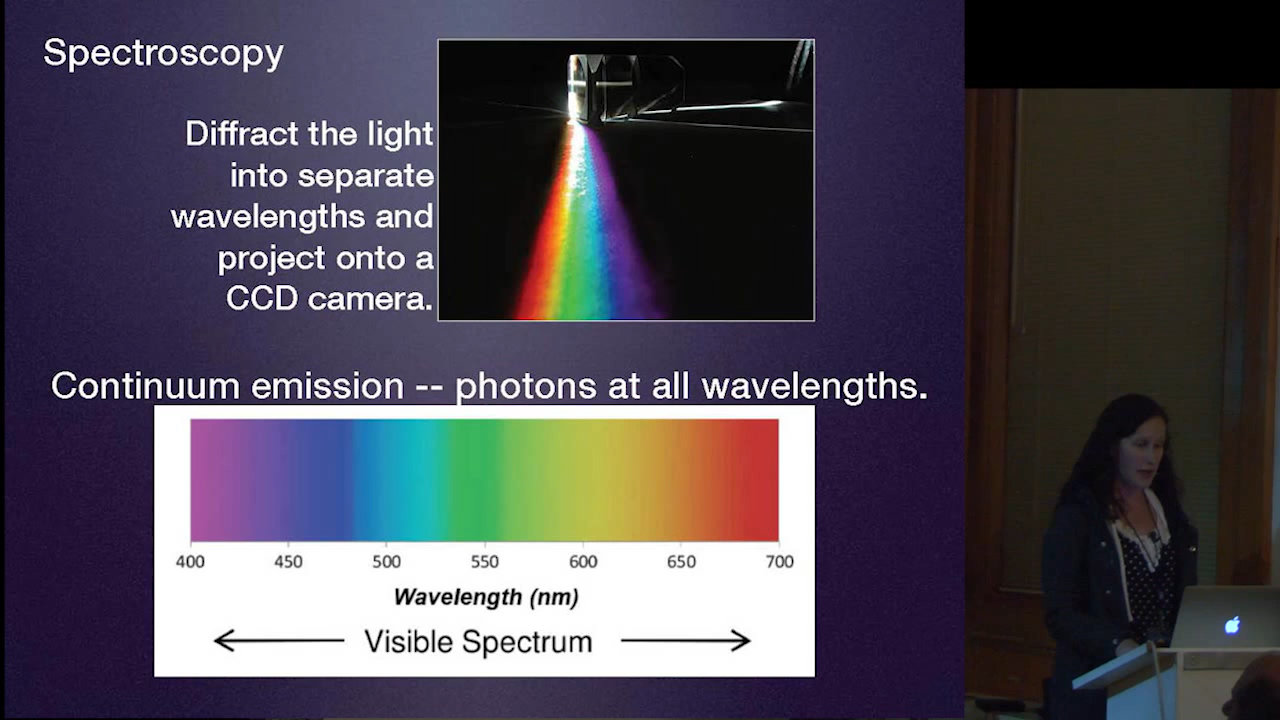 Spectroscopy
Diffract the light
into separate
wavelengths and
project onto a
CCD camera.
Continuum emission -- photons at all wavelengths.
400 450 500 550 600 650 700
Wavelength (nm)
Visible Spectrum